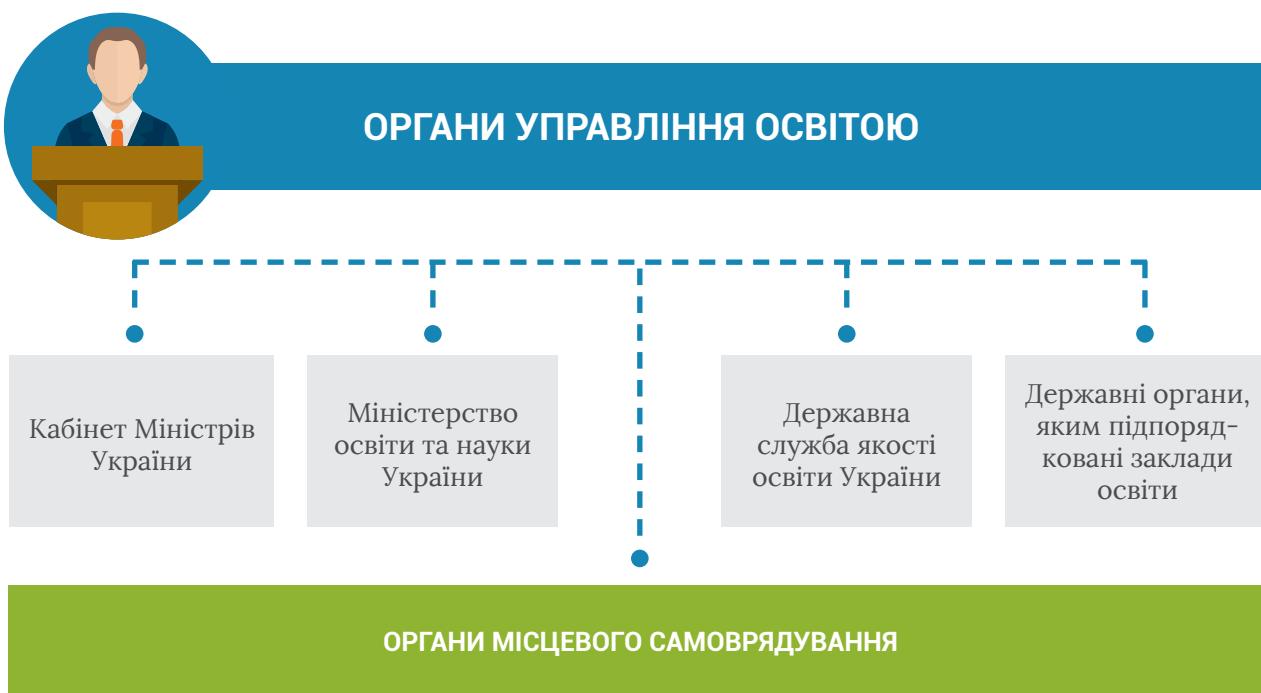 ОРГАНИ УПРАВЛІННЯ ОСВІТОЮ
Кабінет Міністрів
України
Міністерство
освіти та науки
України
Державна
служба якості
освіти України
Державні органи,
яким підпоряд-
ковані заклади
освіти
ОРГАНИ МІСЦЕВОГО САМОВРЯДУВАННЯ